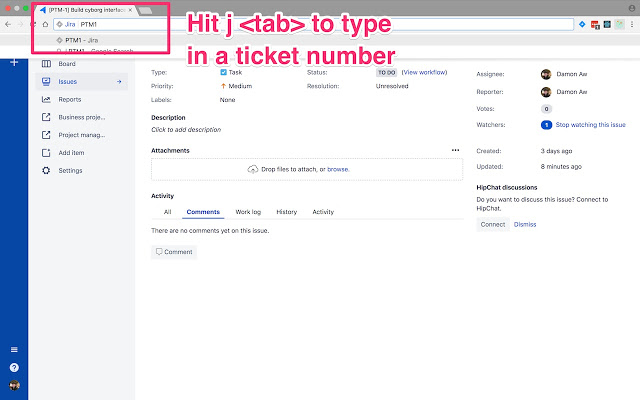 [PTM-1] Build cyborg interface
Jira PTM1
PTM1 - Jira
PTM1 - Google Search
Hit j <tab> to type
in a ticket number
Board
Issues
Reports
Business proje...
Project manag...
Add item
Settings
Type: Task
Status: TO DO (View workflow)
Priority: Medium
Resolution: Unresolved
Labels: None
Description
Click to add description
Attachments
Drop files to attach, or browse.
Activity
All Comments Work log History Activity
There are no comments yet on this issue.
Comment
Assignee: Damon Aw
Reporter: Damon Aw
Votes: 0
Watchers: 1 Stop watching this issue
Created: 3 days ago
Updated: 8 minutes ago
HipChat discussions
Do you want to discuss this issue? Connect to
HipChat.
Connect Dismiss